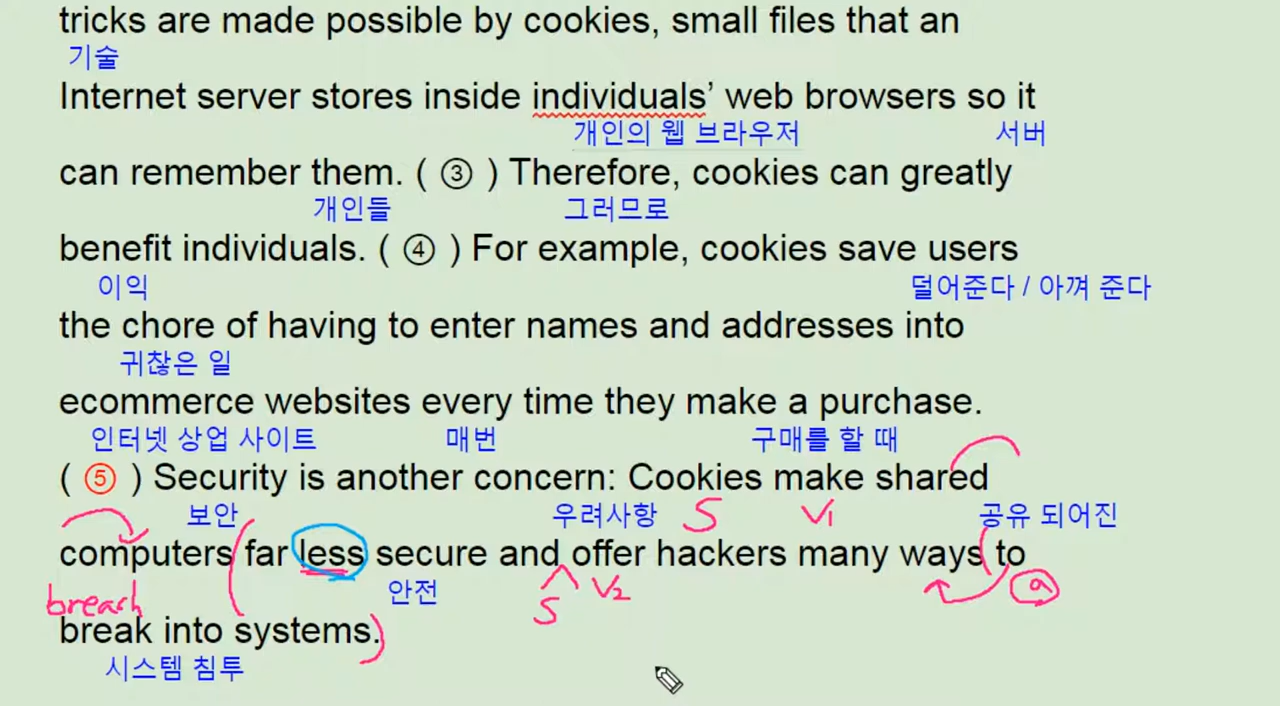 tricks are made possible by cookies, small files that an
기술
Internet server stores inside individuals' web browsers so it
개인의 웹 브라우저 서버
can remember them. ( ③ ) Therefore, cookies can greatly
개인들 그러므로
benefit individuals. ( ④ ) For example, cookies save users
이익 덜어준다 / 아껴 준다
the chore of having to enter names and addresses into
귀찮은 일
ecommerce websites every time they make a purchase.
인터넷 상업 사이트 매번 구매를 할 때
( ⑤ ) Security is another concern: Cookies make shared
보안 우려사항 S V1 공유 되어진
computers far less secure and offer hackers many ways to
breach 안전 S V2 a
break into systems.
시스템 침투